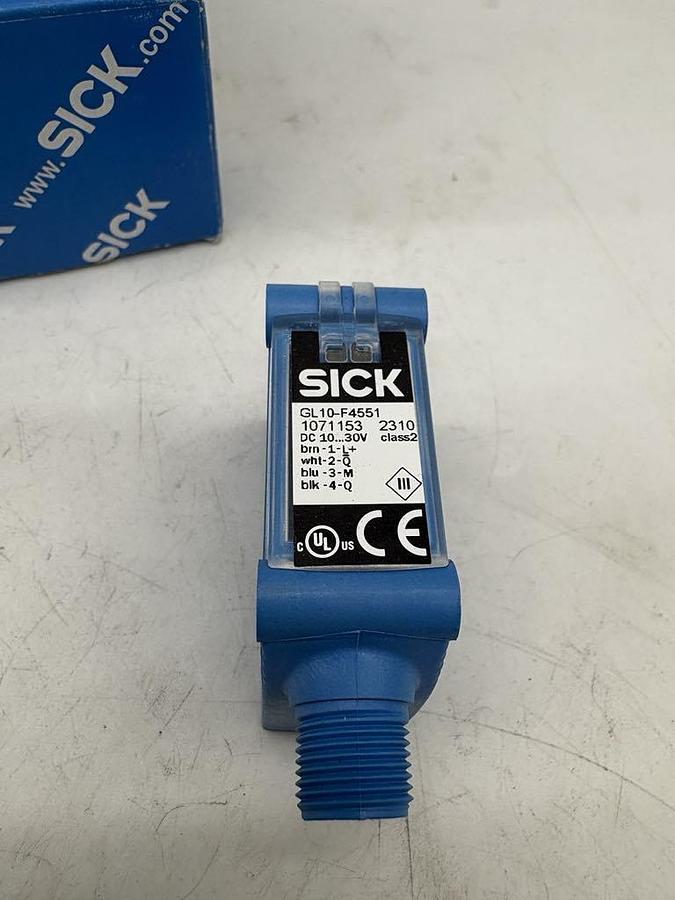 www.SICK.com
SICK
SICK
GL10-F4551
1071153 2310
DC 10...30V class2
brn -1-L+
wht-2-Q̅
blu -3-M
blk -4-Q
III
C UL US CE